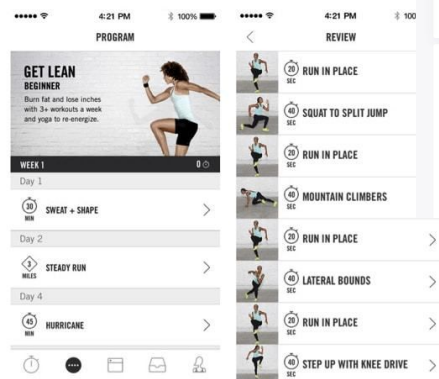 4:21 PM
100%
PROGRAM
GET LEAN
BEGINNER
Burn fat and lose inches
with 3+ workouts a week
and yoga to re-energize.
WEEK 1
0
Day 1
30
MIN
SWEAT + SHAPE
Day 2
3
MILES
STEADY RUN
Day 4
45
MIN
HURRICANE
4:21 PM
100
REVIEW
20
SEC
RUN IN PLACE
40
SEC
SQUAT TO SPLIT JUMP
20
SEC
RUN IN PLACE
40
SEC
MOUNTAIN CLIMBERS
20
SEC
RUN IN PLACE
40
SEC
LATERAL BOUNDS
20
SEC
RUN IN PLACE
40
SEC
STEP UP WITH KNEE DRIVE